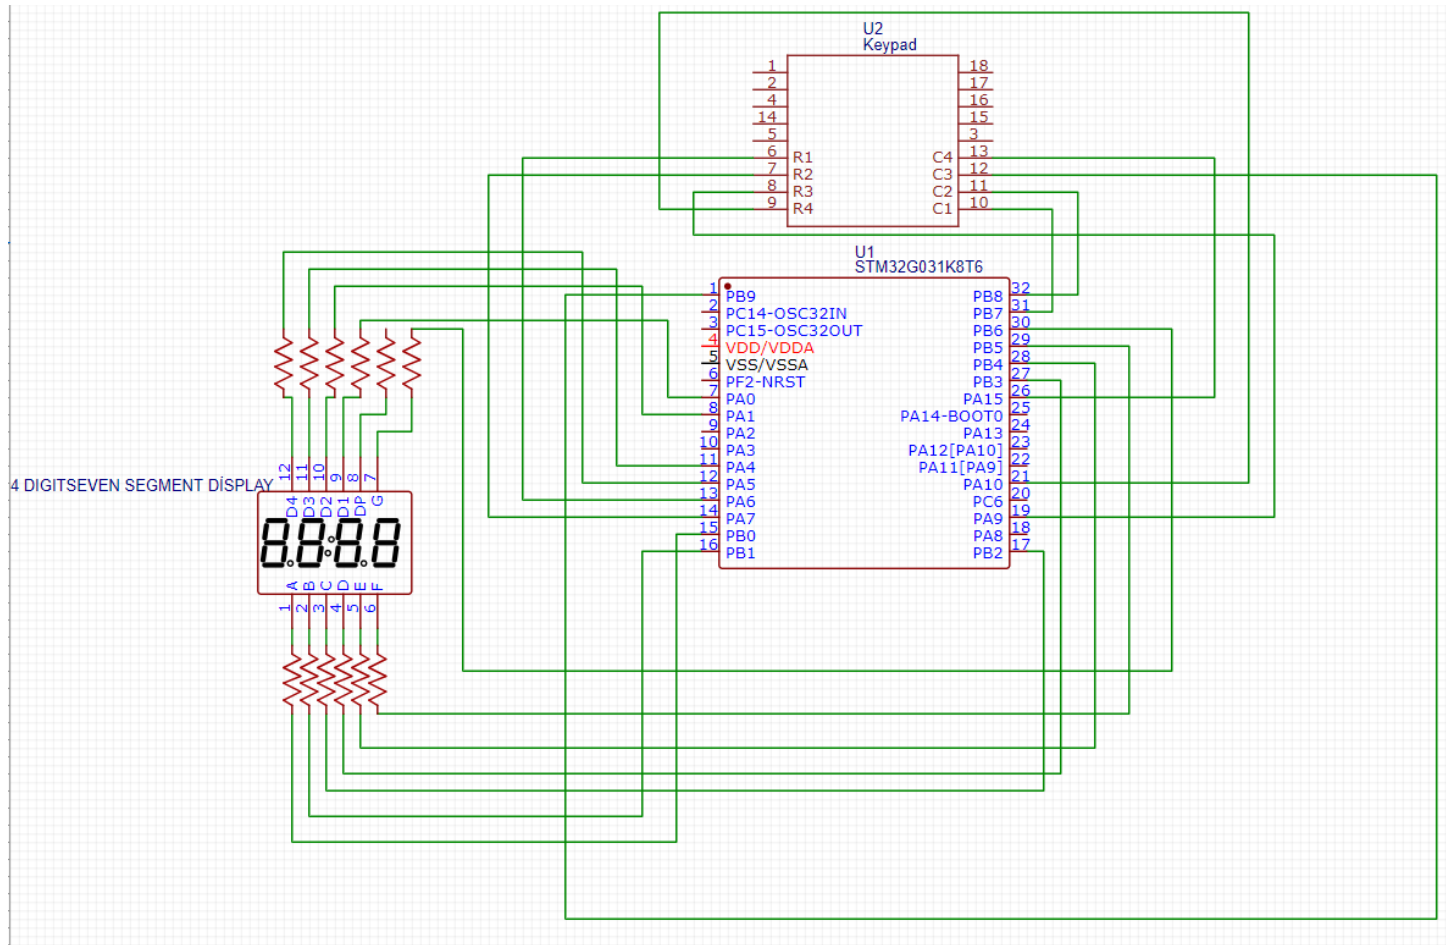 U2
Keypad
1 18
2 17
4 16
14 15
5 3
6 R1 C4 13
7 R2 C3 12
8 R3 C2 11
9 R4 C1 10
U1
STM32G031K8T6
1 PB9 PB8 32
2 PC14-OSC32IN PB7 31
3 PC15-OSC32OUT PB6 30
4 VDD/VDDA PB5 29
5 VSS/VSSA PB4 28
6 PF2-NRST PB3 27
7 PA0 PA15 26
8 PA1 PA14-BOOT0 25
9 PA2 PA13 24
10 PA3 PA12[PA10] 23
11 PA4 PA11[PA9] 22
12 PA5 PA10 21
13 PA6 PC6 20
14 PA7 PA9 19
15 PB0 PA8 18
16 PB1 PB2 17
12 11 10 9 8 7
4 DIGITSEVEN SEGMENT DİSPLAY
D4 D3 D2 D1 DP G
8.8:8.8
A B C D E F
1 2 3 4 5 6